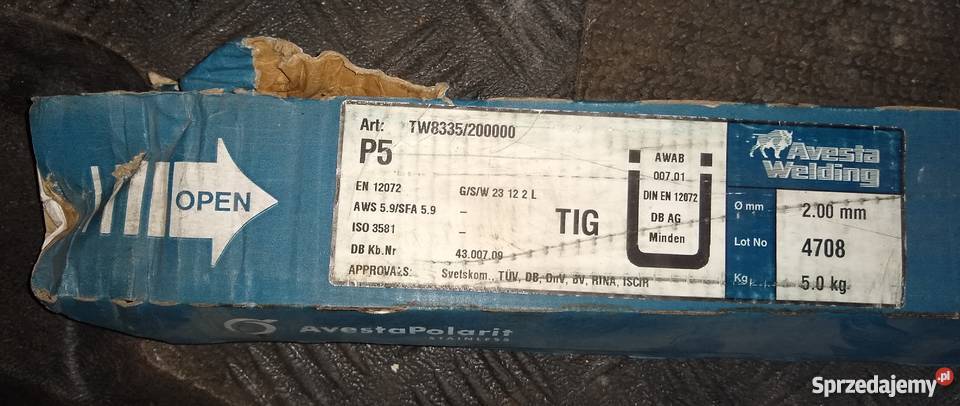 OPEN
Art: TW8335/200000
P5
EN 12072 G/S/W 23 12 2 L
AWS 5.9/SFA 5.9 –
ISO 3581 –
DB Kb.Nr 43.007.09
APPROVALS: Svetskom., TÜV, DB, DnV, BV, RINA, ISCIR
TIG
AWAB
007.01
DIN EN 12072
DB AG
Minden
Avesta
Welding
Ø mm 2.00 mm
Lot No 4708
Kg 5.0 kg
AvestaPolarit
STAINLESS
Sprzedajemy.pl